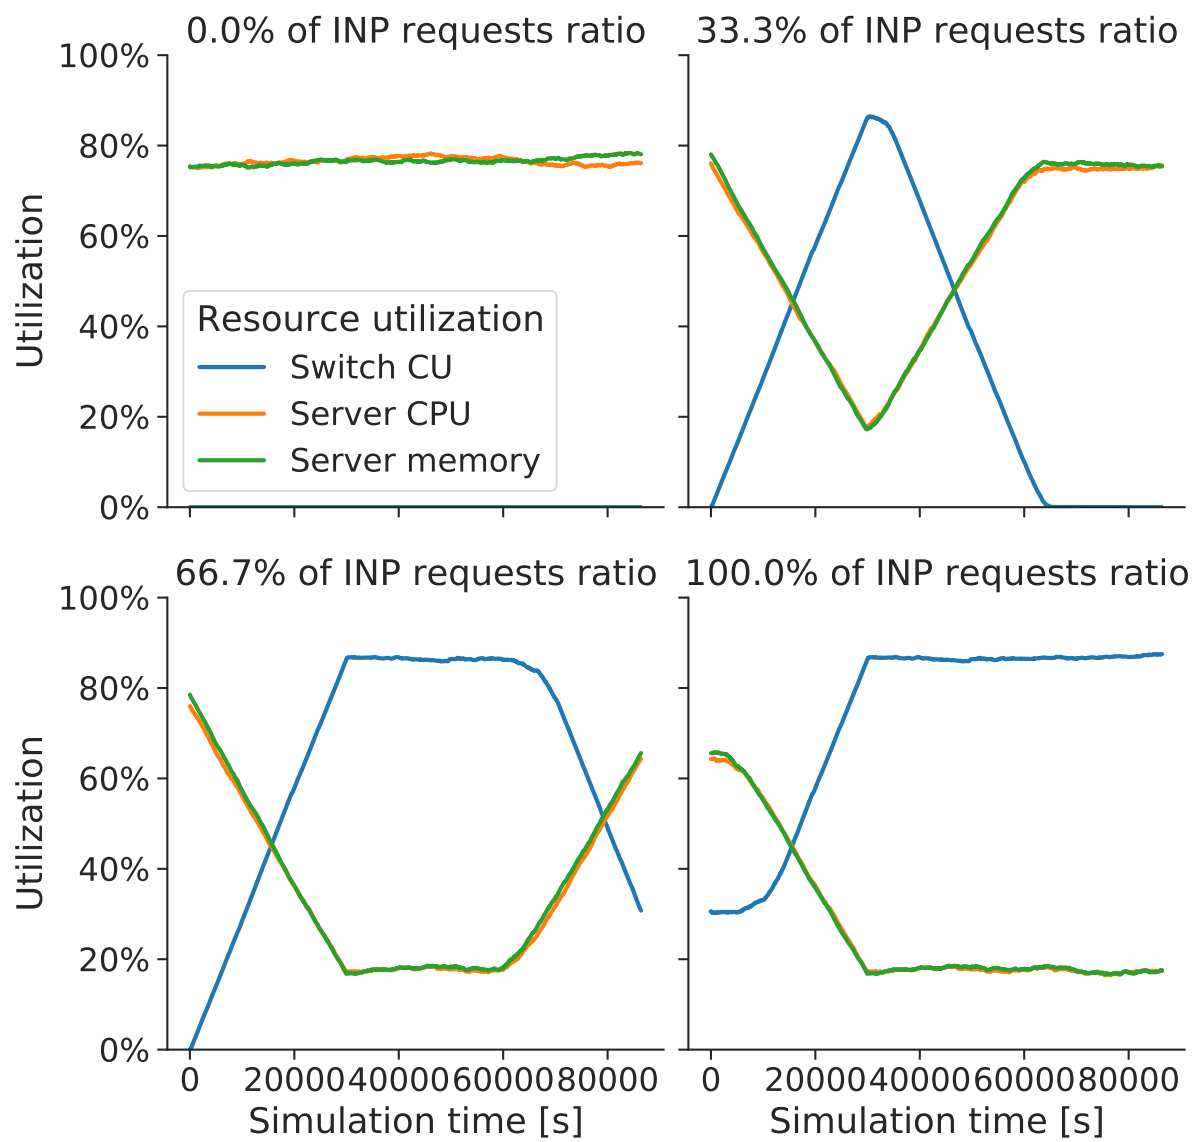 0.0% of INP requests ratio
33.3% of INP requests ratio
100%
80%
60%
40%
20%
0%
Utilization
Resource utilization
Switch CU
Server CPU
Server memory
66.7% of INP requests ratio
100.0% of INP requests ratio
100%
80%
60%
40%
20%
0%
Utilization
0 20000 40000 60000 80000
0 20000 40000 60000 80000
Simulation time [s]
Simulation time [s]